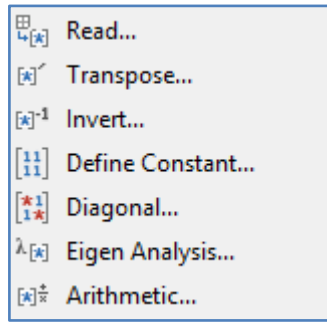 Read...
Transpose...
Invert...
Define Constant...
Diagonal...
Eigen Analysis...
Arithmetic...